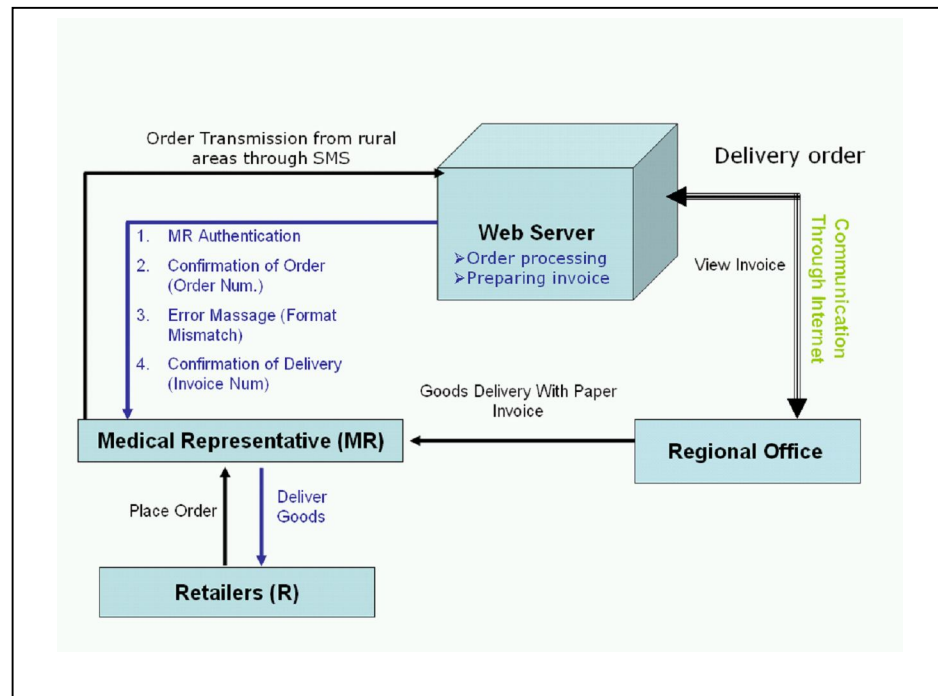 Order Transmission from rural
areas through SMS
Delivery order
Web Server
➢Order processing
➢Preparing invoice
View Invoice
Communication
Through Internet
1. MR Authentication
2. Confirmation of Order
(Order Num.)
3. Error Massage (Format
Mismatch)
4. Confirmation of Delivery
(Invoice Num)
Goods Delivery With Paper
Invoice
Medical Representative (MR)
Regional Office
Place Order
Deliver
Goods
Retailers (R)